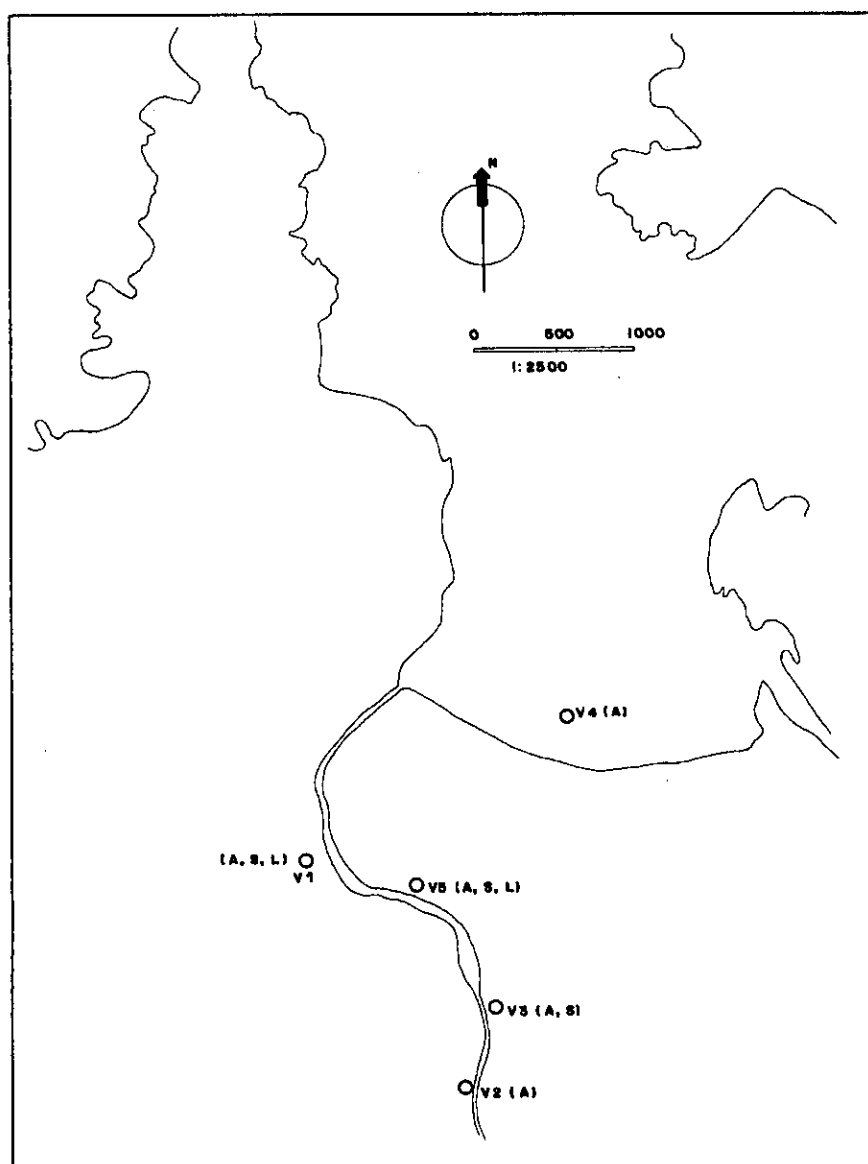 N
0 500 1000
1:2500
V4 (A)
(A, S, L)
V1
V5 (A, S, L)
V3 (A, S)
V2 (A)